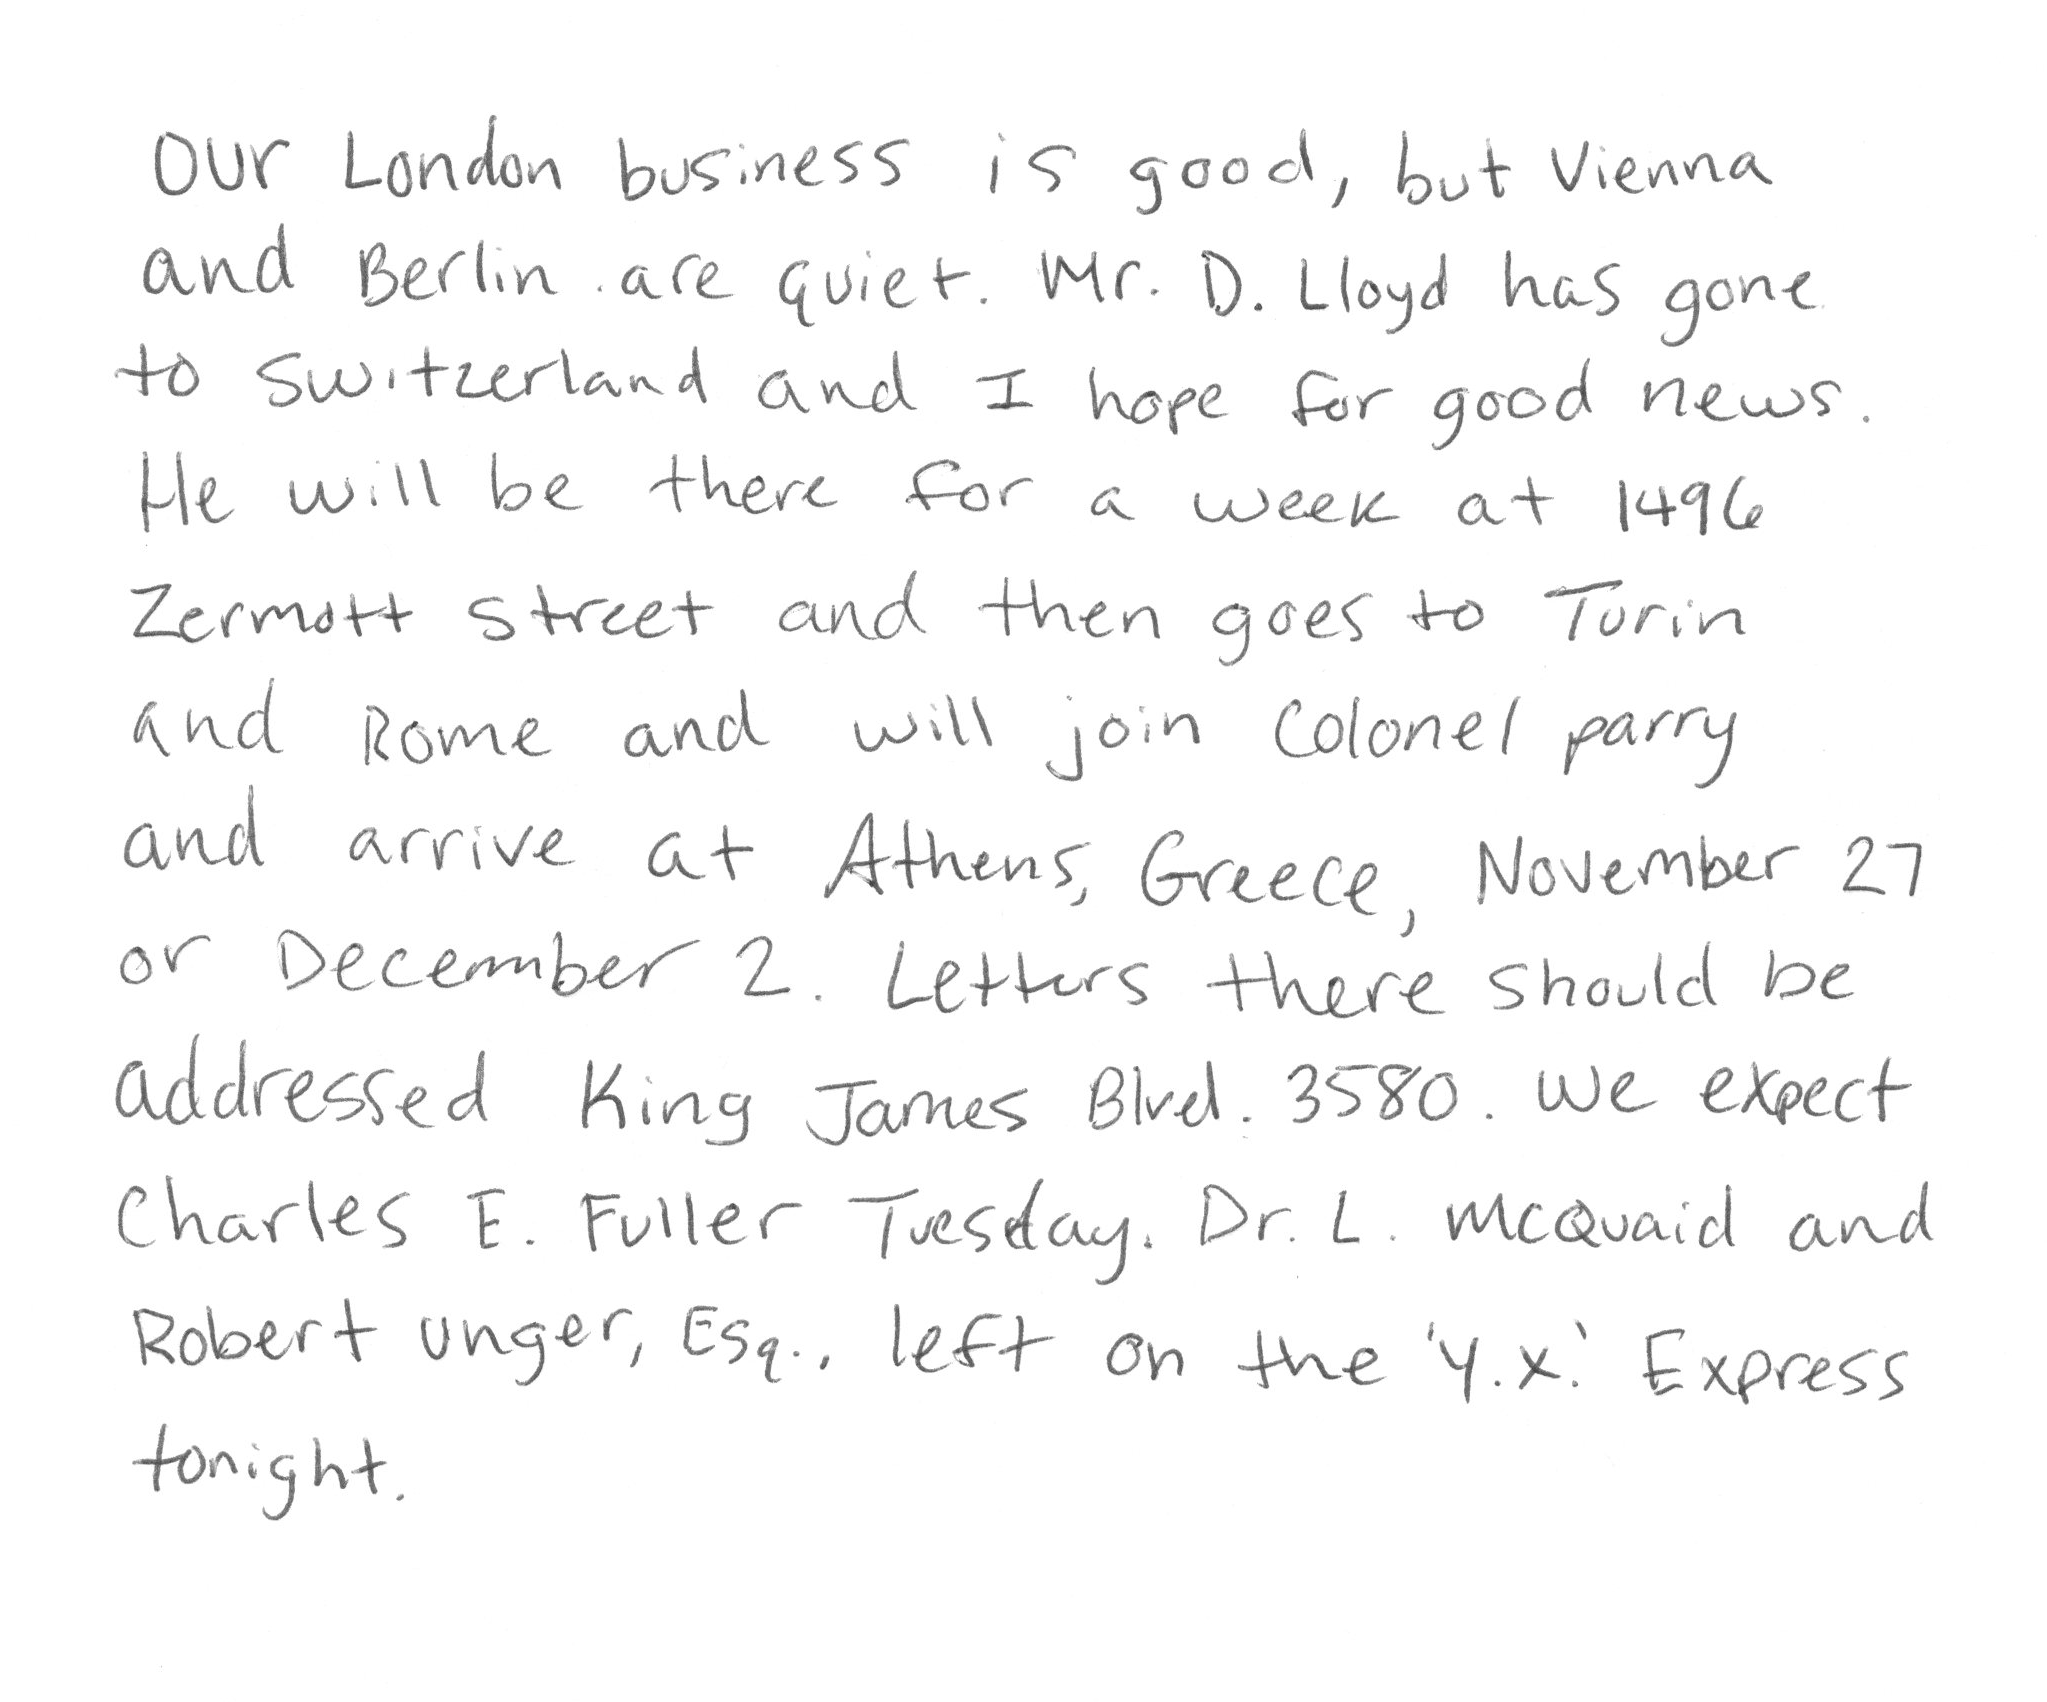 Our London business is good, but Vienna
and Berlin are quiet. Mr. D. Lloyd has gone
to Switzerland and I hope for good news.
He will be there for a week at 1496
Zermott Street and then goes to Turin
and Rome and will join Colonel Parry
and arrive at Athens, Greece, November 27
or December 2. Letters there should be
addressed King James Blvd. 3580. We expect
Charles E. Fuller Tuesday. Dr. L. McQuaid and
Robert Unger, Esq., left on the 'Y.X.' Express
tonight.